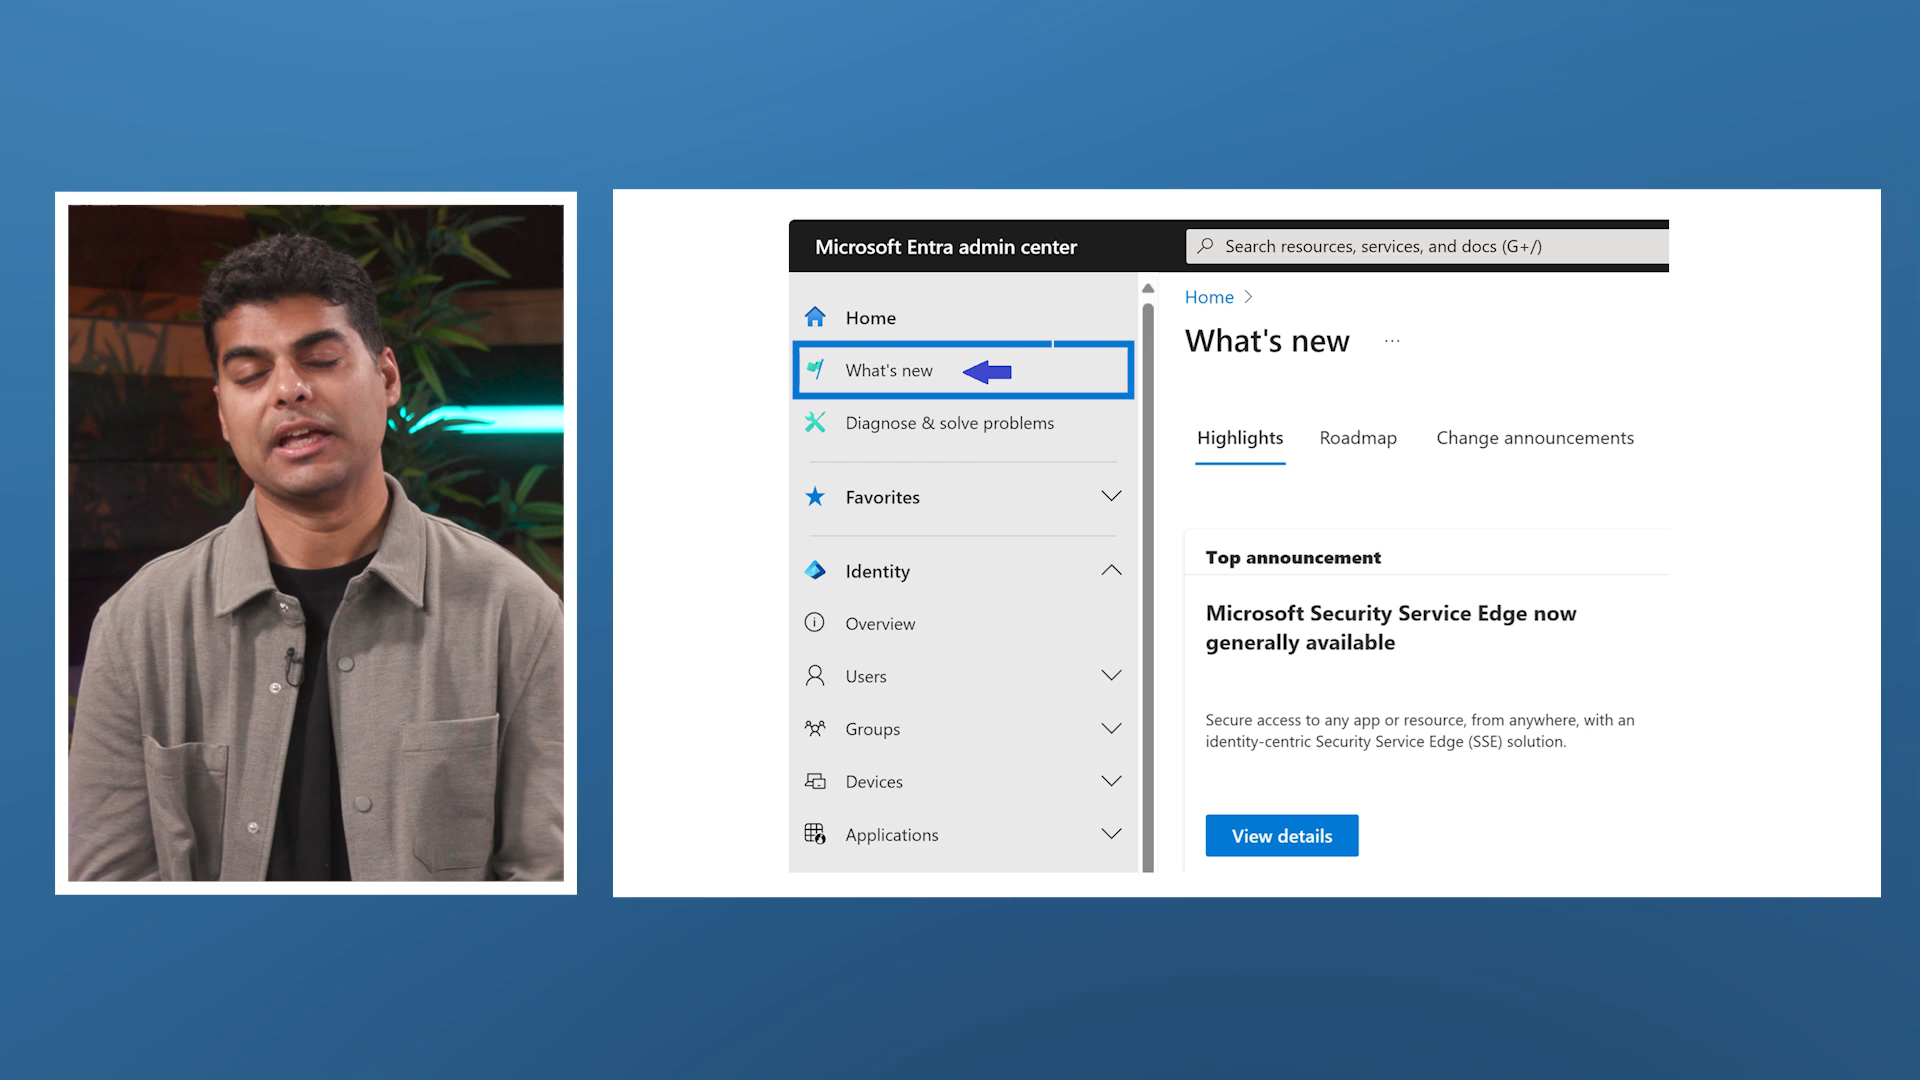 Microsoft Entra admin center
Search resources, services, and docs (G+/)
Home
What's new
Diagnose & solve problems
Favorites
Identity
Overview
Users
Groups
Devices
Applications
Home
What's new
Highlights Roadmap Change announcements
Top announcement
Microsoft Security Service Edge now
generally available
Secure access to any app or resource, from anywhere, with an
identity-centric Security Service Edge (SSE) solution.
View details